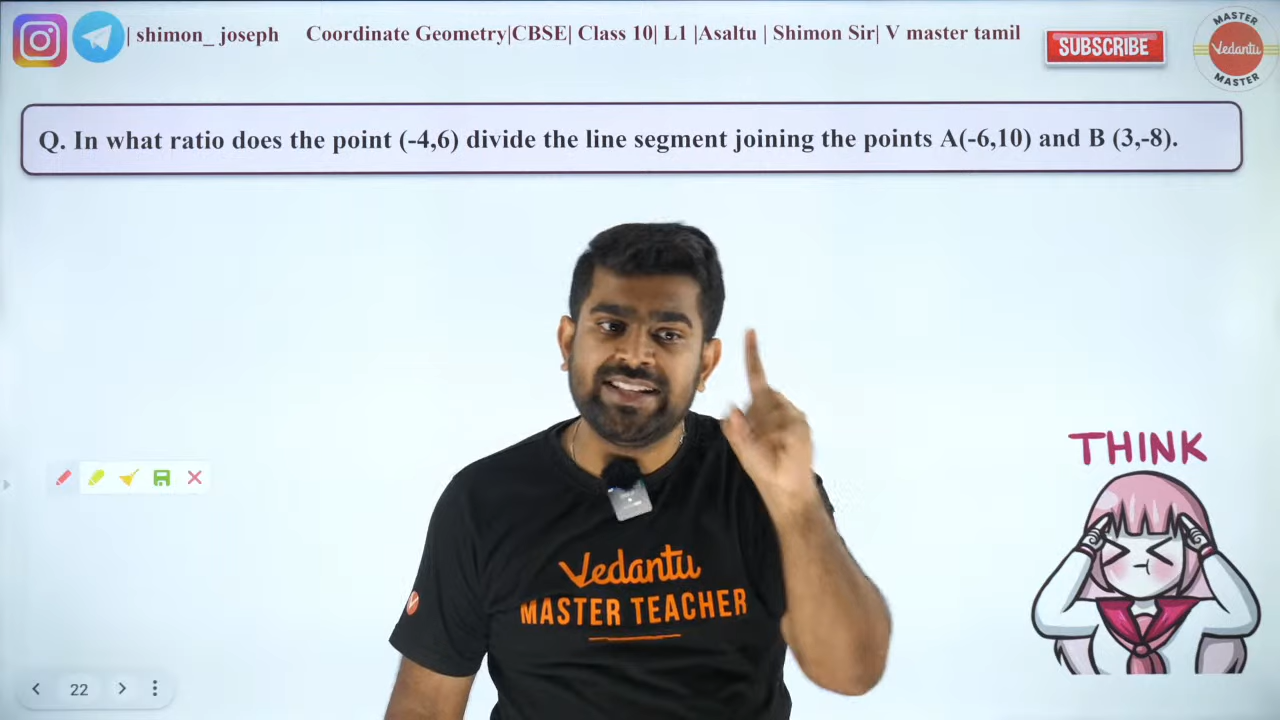 | shimon_ joseph
Coordinate Geometry|CBSE| Class 10| L1 |Asaltu | Shimon Sir| V master tamil
SUBSCRIBE
MASTER
Vedantu
MASTER
Q. In what ratio does the point (-4,6) divide the line segment joining the points A(-6,10) and B (3,-8).
THINK
Vedantu
MASTER TEACHER
22